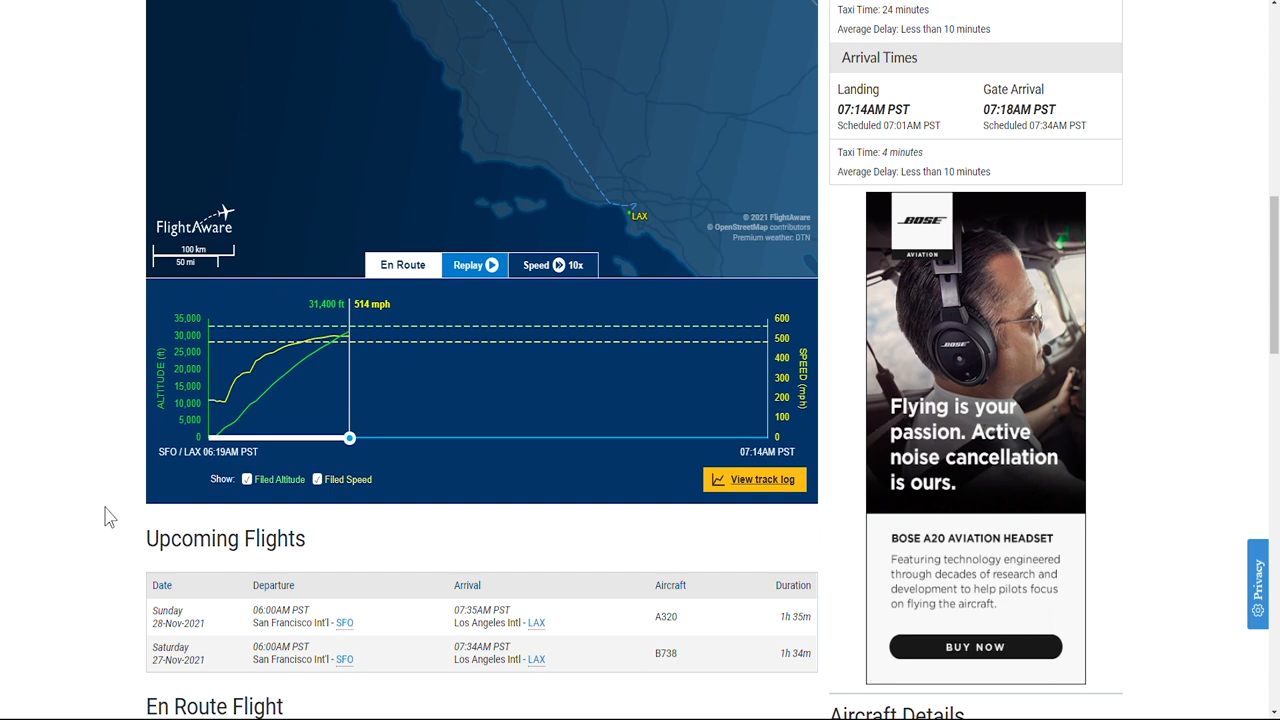 Taxi Time: 24 minutes
Average Delay: Less than 10 minutes
Arrival Times
Landing
Gate Arrival
07:14AM PST
07:18AM PST
Scheduled 07:01AM PST
Scheduled 07:34AM PST
Taxi Time: 4 minutes
Average Delay: Less than 10 minutes
LAX
FlightAware
100 km
50 mi
© 2021 FlightAware
© OpenStreetMap contributors
Premium weather: DTN
En Route
Replay
Speed 10x
31,400 ft 514 mph
35,000
30,000
25,000
20,000
15,000
10,000
5,000
0
ALTITUDE (ft)
600
500
400
300
200
100
0
SPEED (mph)
SFO / LAX 06:19AM PST
07:14AM PST
Show: Filed Altitude Filed Speed
View track log
Upcoming Flights
Date Departure Arrival Aircraft Duration
Sunday 06:00AM PST 07:35AM PST
28-Nov-2021 San Francisco Int'l - SFO Los Angeles Intl - LAX A320 1h 35m
Saturday 06:00AM PST 07:34AM PST
27-Nov-2021 San Francisco Int'l - SFO Los Angeles Intl - LAX B738 1h 34m
En Route Flight
BOSE
AVIATION
BOSE
Flying is your
passion. Active
noise cancellation
is ours.
BOSE A20 AVIATION HEADSET
Featuring technology engineered
through decades of research and
development to help pilots focus
on flying the aircraft.
BUY NOW
Privacy
Aircraft Details